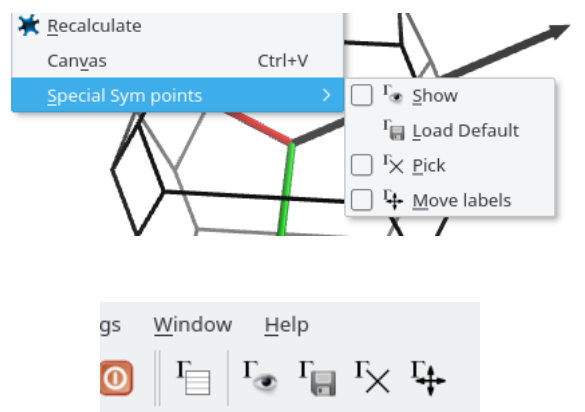 Recalculate
Canvas Ctrl+V
Special Sym points
Γ Show
Γ Load Default
Γ Pick
Γ Move labels
gs Window Help
Γ Γ Γ Γ Γ